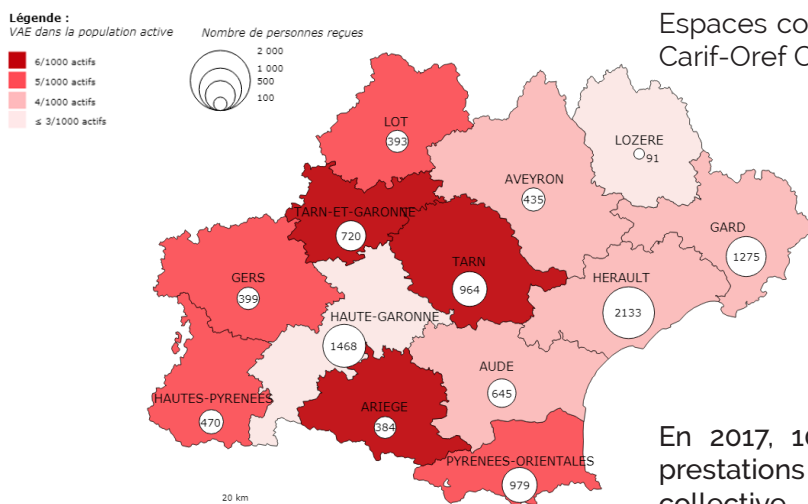 Légende :
VAE dans la population active
Nombre de personnes reçues
6/1000 actifs
5/1000 actifs
4/1000 actifs
≤ 3/1000 actifs
2 000
1 000
500
100
Espaces co
Carif-Oref O
LOT
393
LOZERE
91
AVEYRON
435
TARN-ET-GARONNE
720
GARD
1275
TARN
964
GERS
399
HERAULT
2133
HAUTE-GARONNE
1468
AUDE
645
HAUTES-PYRENEES
470
ARIEGE
384
PYRENEES-ORIENTALES
979
20 km
En 2017, 10
prestations
collective